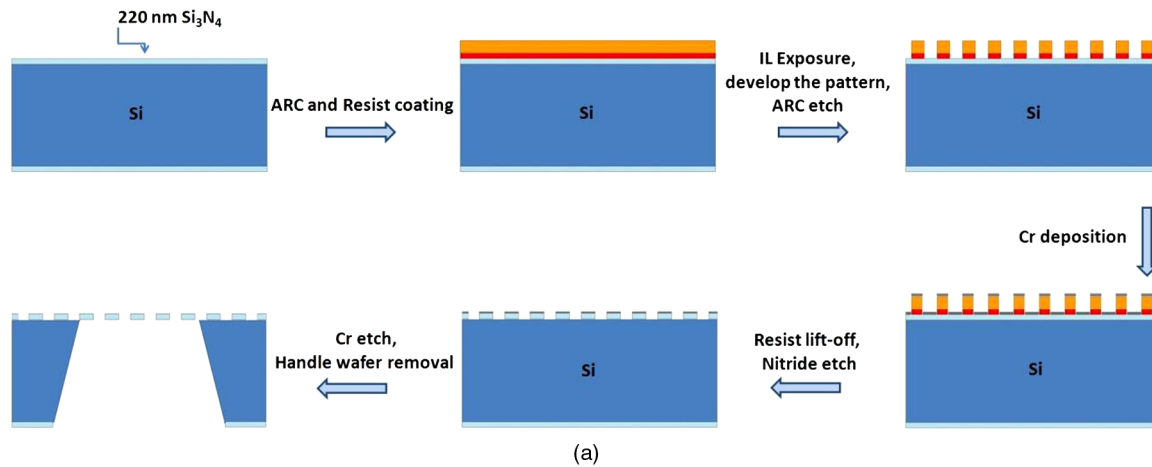 220 nm Si₃N₄
Si
ARC and Resist coating
Si
IL Exposure,
develop the pattern,
ARC etch
Si
Cr deposition
Si
Resist lift-off,
Nitride etch
Si
Cr etch,
Handle wafer removal
(a)